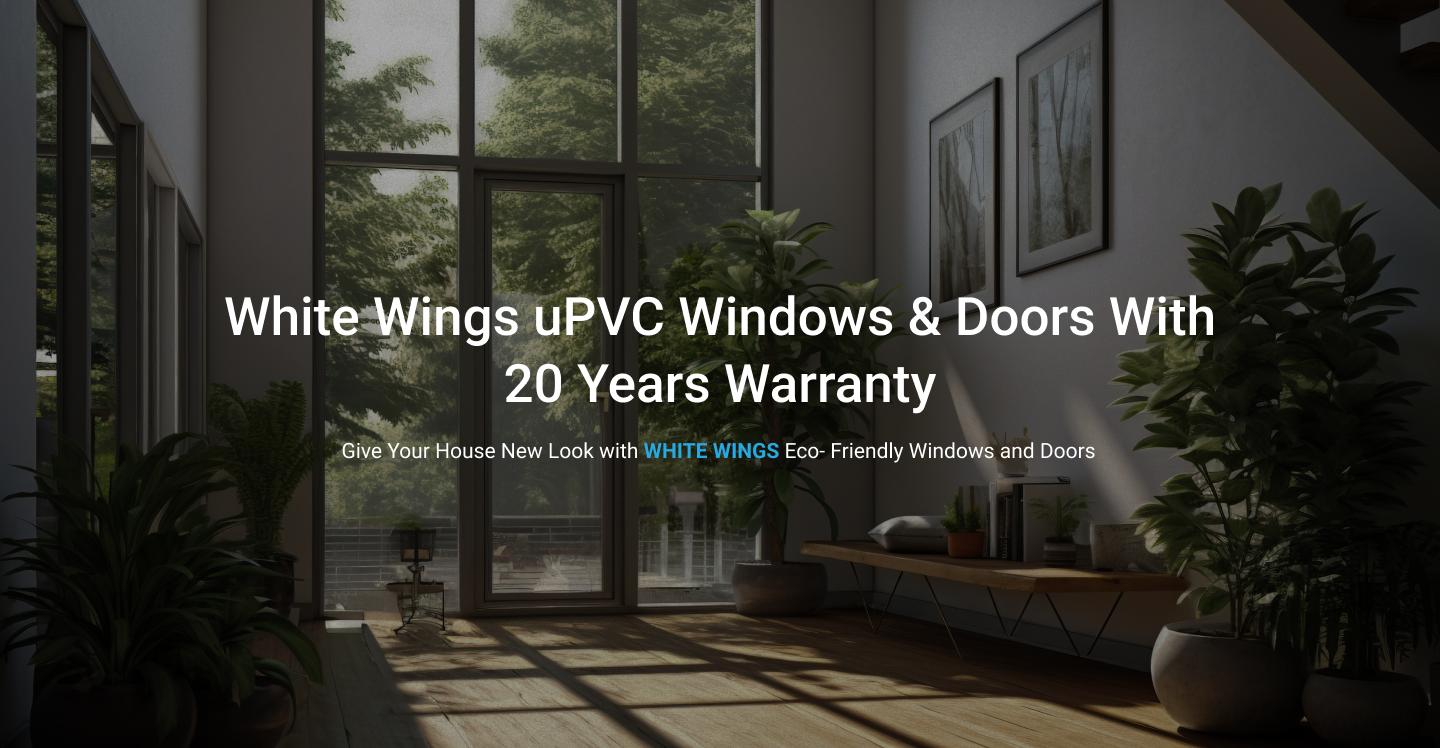 White Wings uPVC Windows & Doors With
20 Years Warranty
Give Your House New Look with WHITE WINGS Eco- Friendly Windows and Doors